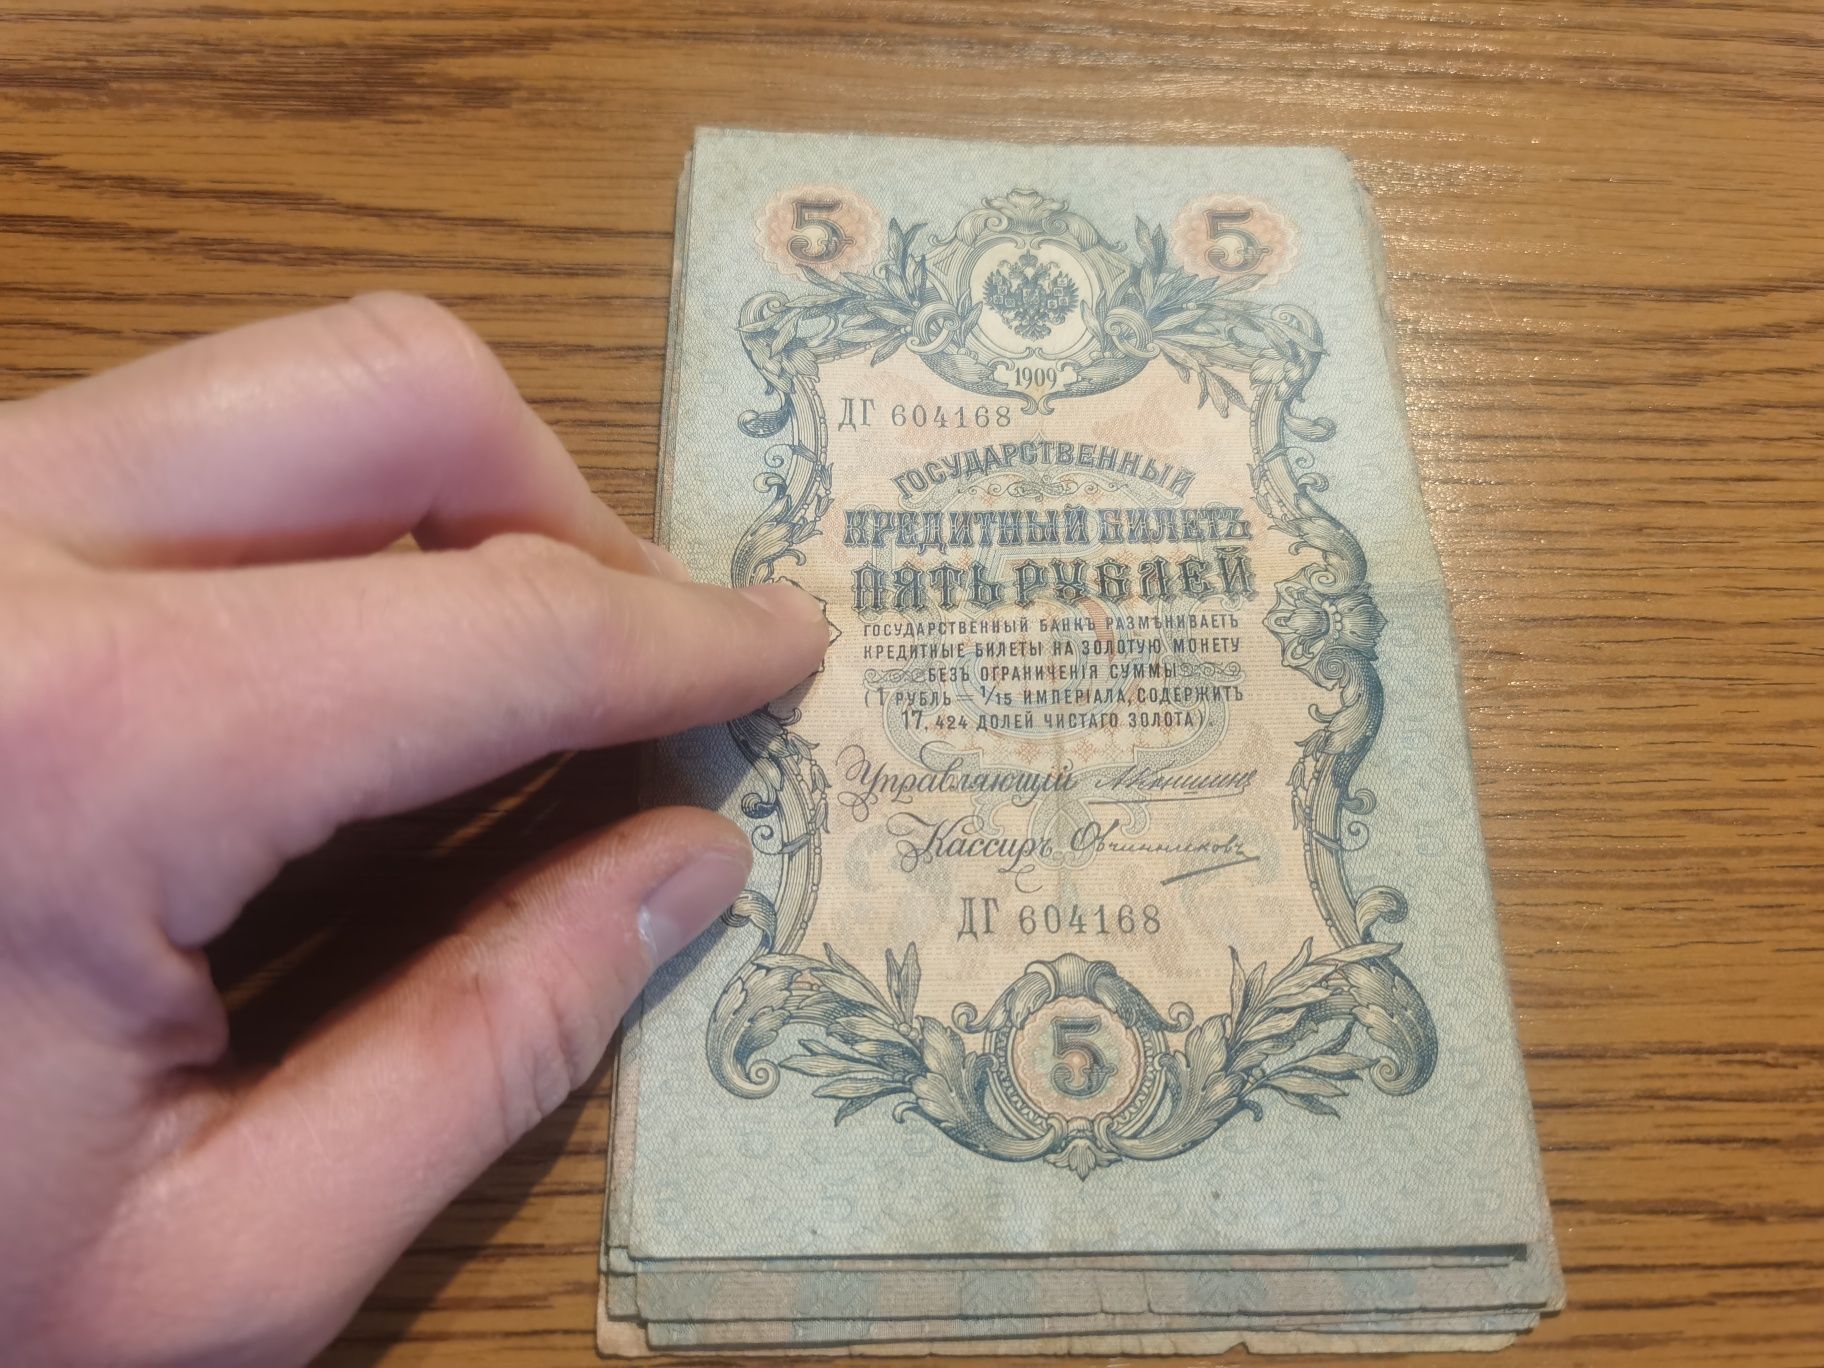 5 5
1909
ДГ 604168
ГОСУДАРСТВЕННЫЙ
КРЕДИТНЫЙ БИЛЕТЪ
ПЯТЬ РУБЛЕЙ
ГОСУДАРСТВЕННЫЙ БАНКЪ РАЗМѢНИВАЕТЪ
КРЕДИТНЫЕ БИЛЕТЫ НА ЗОЛОТУЮ МОНЕТУ
БЕЗЪ ОГРАНИЧЕНІЯ СУММЫ
(1 РУБЛЬ — 1/15 ИМПЕРІАЛА, СОДЕРЖИТЪ
17,424 ДОЛЕЙ ЧИСТАГО ЗОЛОТА).
Управляющій АКоншинъ
Кассиръ Овчинниковъ
ДГ 604168
5